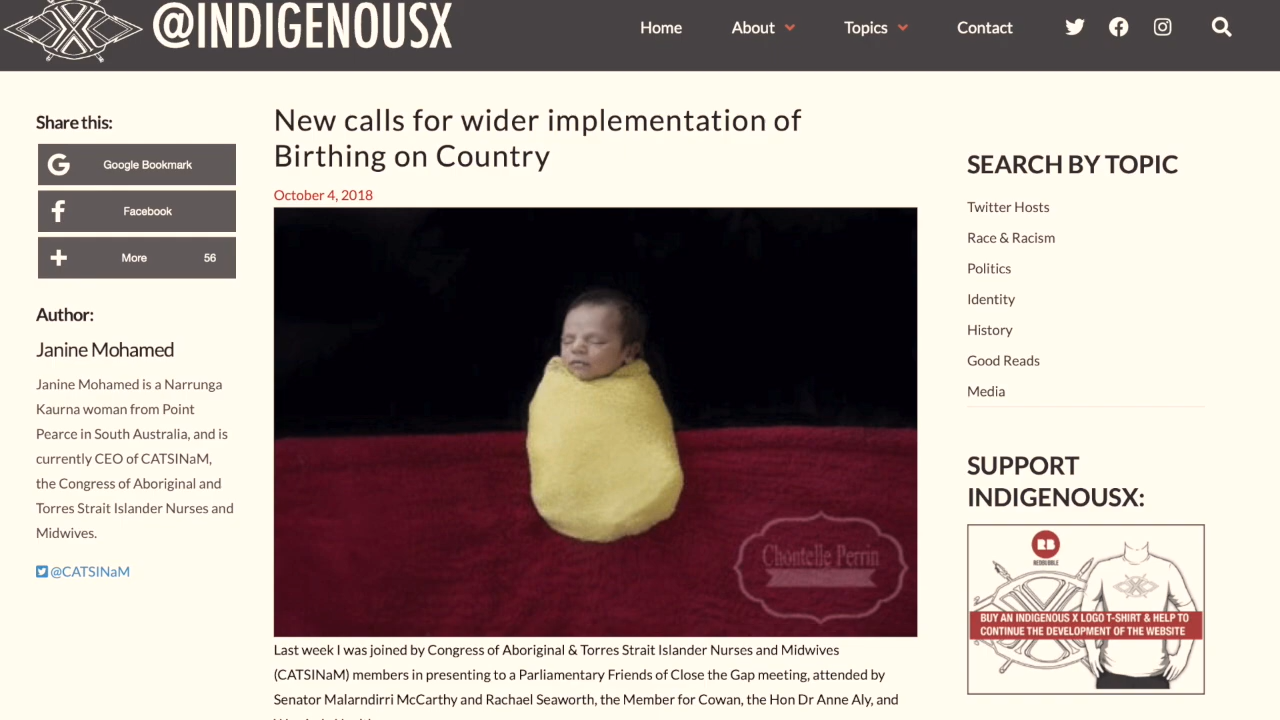 @INDIGENOUSX
Home
About
Topics
Contact
Share this:
Google Bookmark
Facebook
More 56
Author:
Janine Mohamed
Janine Mohamed is a Narrunga
Kaurna woman from Point
Pearce in South Australia, and is
currently CEO of CATSINaM,
the Congress of Aboriginal and
Torres Strait Islander Nurses and
Midwives.
@CATSINaM
New calls for wider implementation of
Birthing on Country
October 4, 2018
Chontelle Perrin
Last week I was joined by Congress of Aboriginal & Torres Strait Islander Nurses and Midwives
(CATSINaM) members in presenting to a Parliamentary Friends of Close the Gap meeting, attended by
Senator Malarndirri McCarthy and Rachael Seaworth, the Member for Cowan, the Hon Dr Anne Aly, and
SEARCH BY TOPIC
Twitter Hosts
Race & Racism
Politics
Identity
History
Good Reads
Media
SUPPORT
INDIGENOUSX:
RB
REDBUBBLE
BUY AN INDIGENOUS X LOGO T-SHIRT & HELP TO
CONTINUE THE DEVELOPMENT OF THE WEBSITE